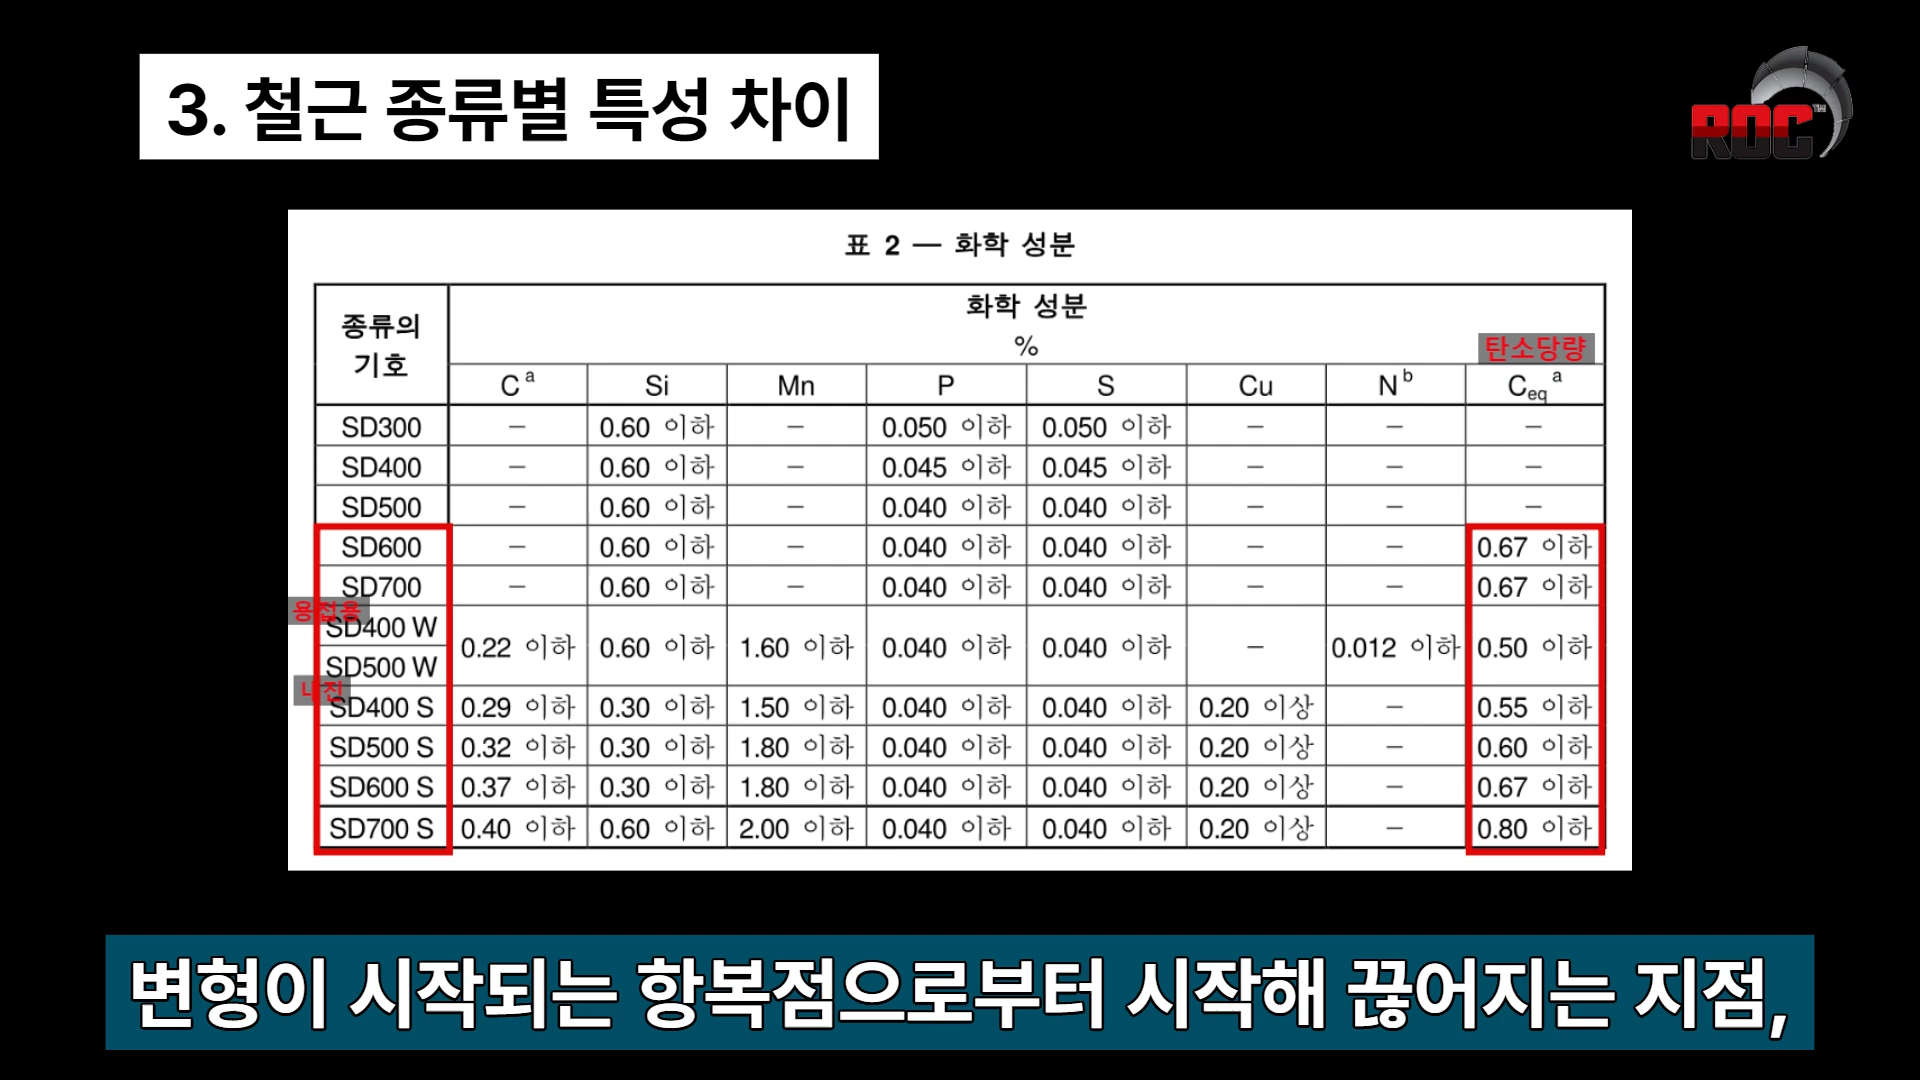 3. 철근 종류별 특성 차이
ROC™
표 2 — 화학 성분
종류의 기호 화학 성분 %
탄소당량
C a Si Mn P S Cu N b Ceq a
SD300 – 0.60 이하 – 0.050 이하 0.050 이하 – – –
SD400 – 0.60 이하 – 0.045 이하 0.045 이하 – – –
SD500 – 0.60 이하 – 0.040 이하 0.040 이하 – – –
SD600 – 0.60 이하 – 0.040 이하 0.040 이하 – – 0.67 이하
SD700 – 0.60 이하 – 0.040 이하 0.040 이하 – – 0.67 이하
용접용
SD400 W
SD500 W
0.22 이하 0.60 이하 1.60 이하 0.040 이하 0.040 이하 – 0.012 이하 0.50 이하
내진
SD400 S 0.29 이하 0.30 이하 1.50 이하 0.040 이하 0.040 이하 0.20 이상 – 0.55 이하
SD500 S 0.32 이하 0.30 이하 1.80 이하 0.040 이하 0.040 이하 0.20 이상 – 0.60 이하
SD600 S 0.37 이하 0.30 이하 1.80 이하 0.040 이하 0.040 이하 0.20 이상 – 0.67 이하
SD700 S 0.40 이하 0.60 이하 2.00 이하 0.040 이하 0.040 이하 0.20 이상 – 0.80 이하
변형이 시작되는 항복점으로부터 시작해 끊어지는 지점,